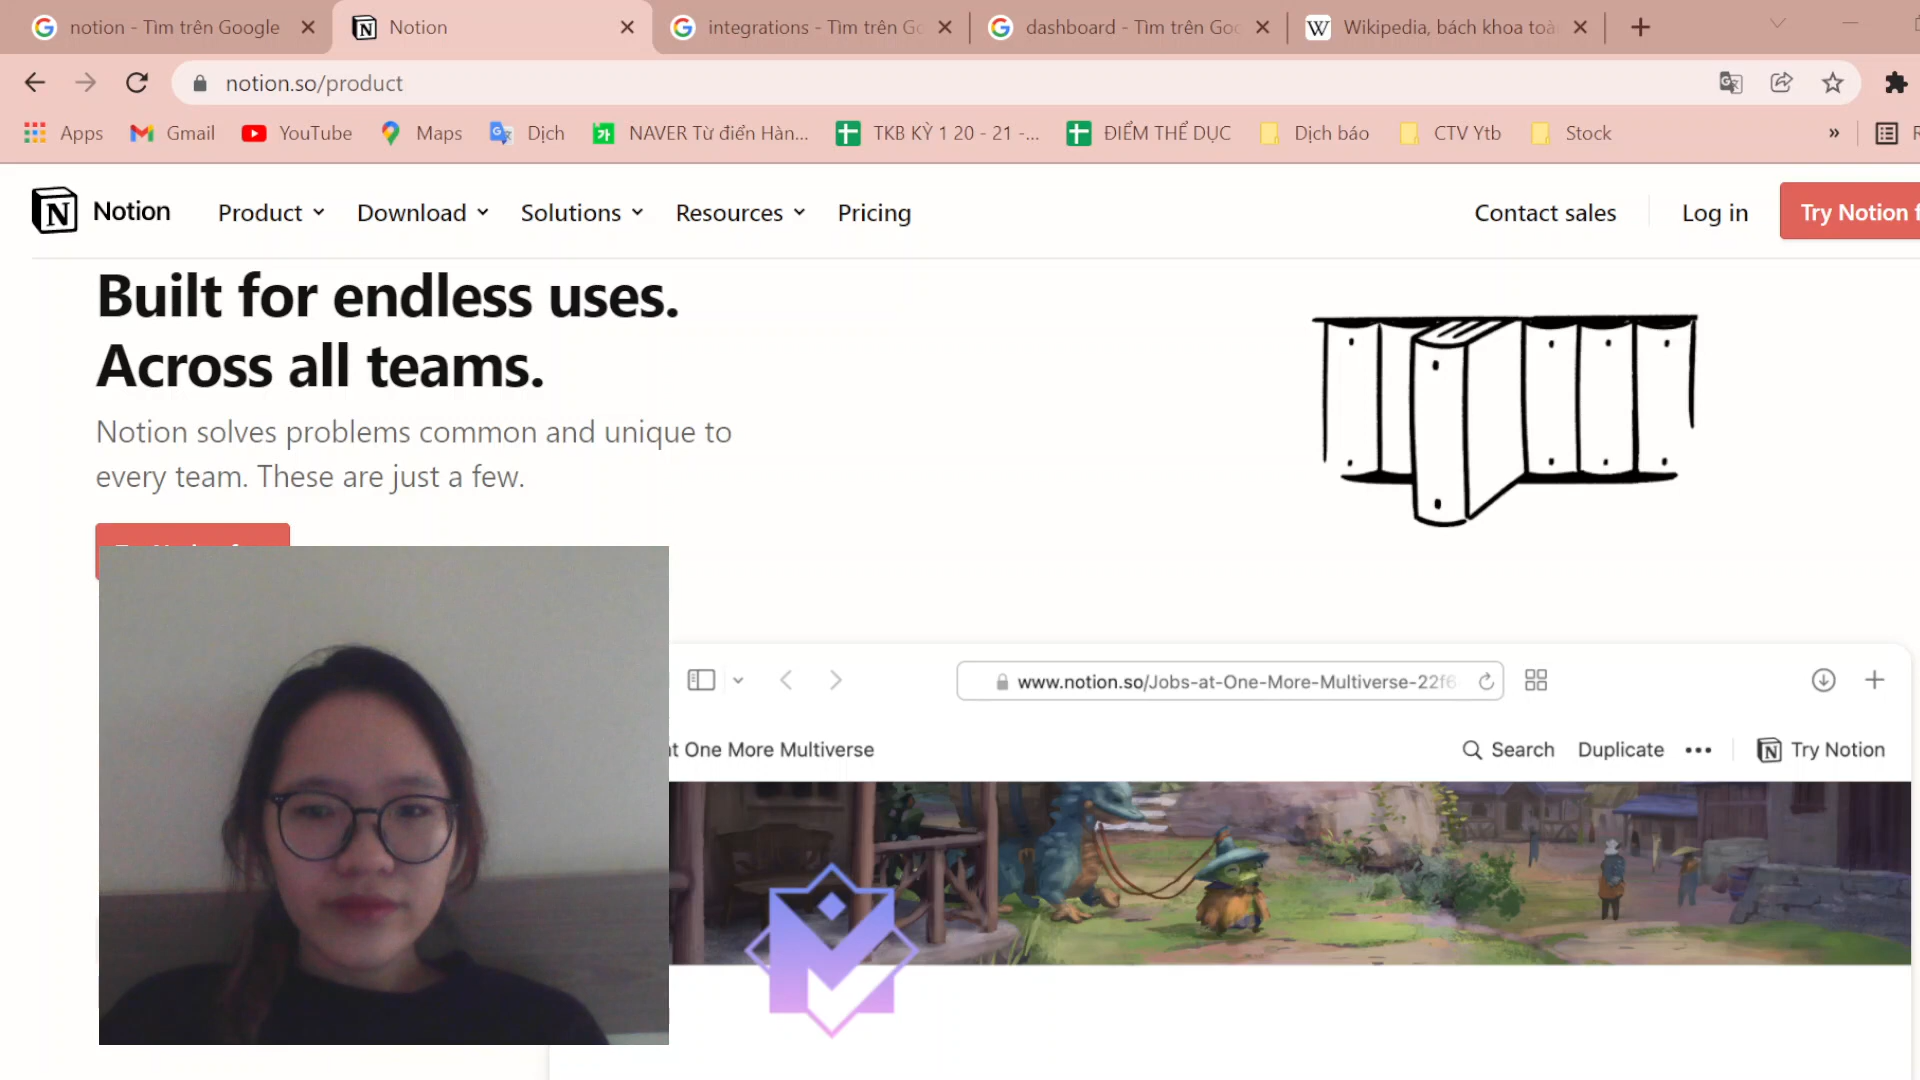 notion - Tìm trên Google
Notion
integrations - Tìm trên Go
dashboard - Tìm trên Goo
Wikipedia, bách khoa toà
notion.so/product
Apps
Gmail
YouTube
Maps
Dịch
NAVER Từ điển Hàn...
TKB KỲ 1 20 - 21 -...
ĐIỂM THỂ DỤC
Dịch báo
CTV Ytb
Stock
»
Notion
Product
Download
Solutions
Resources
Pricing
Contact sales
Log in
Try Notion f
Built for endless uses.
Across all teams.
Notion solves problems common and unique to
every team. These are just a few.
www.notion.so/Jobs-at-One-More-Multiverse-22f6
at One More Multiverse
Search
Duplicate
Try Notion